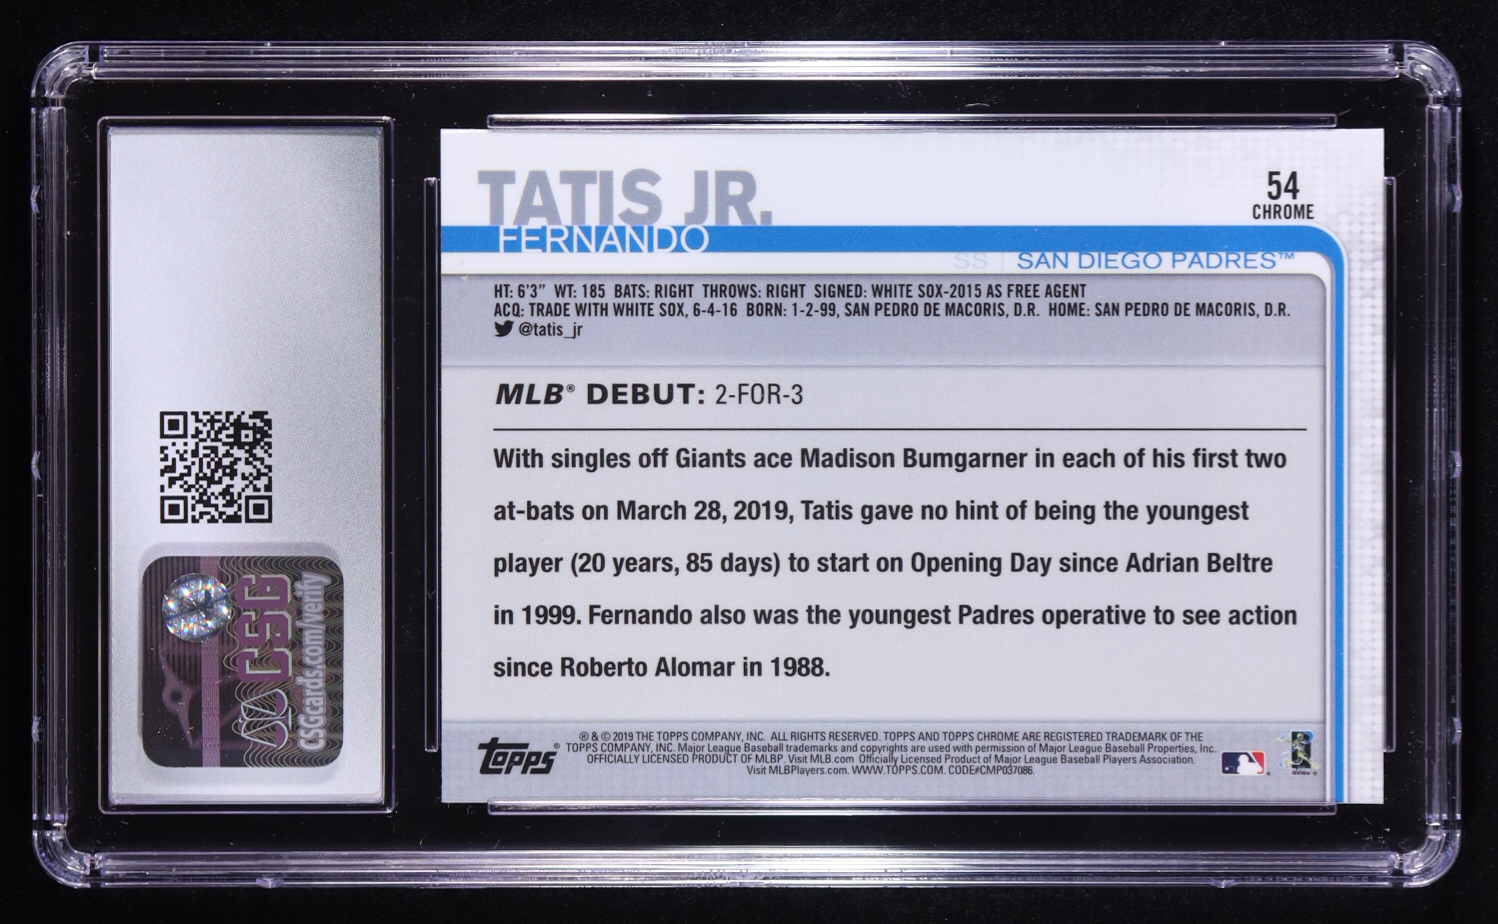 TATIS JR.
FERNANDO
54
CHROME
SS SAN DIEGO PADRES™
HT: 6'3" WT: 185 BATS: RIGHT THROWS: RIGHT SIGNED: WHITE SOX-2015 AS FREE AGENT
ACQ: TRADE WITH WHITE SOX, 6-4-16 BORN: 1-2-99, SAN PEDRO DE MACORIS, D.R. HOME: SAN PEDRO DE MACORIS, D.R.
@tatis_jr
MLB® DEBUT: 2-FOR-3
With singles off Giants ace Madison Bumgarner in each of his first two
at-bats on March 28, 2019, Tatis gave no hint of being the youngest
player (20 years, 85 days) to start on Opening Day since Adrian Beltre
in 1999. Fernando also was the youngest Padres operative to see action
since Roberto Alomar in 1988.
topps®
® & © 2019 THE TOPPS COMPANY, INC. ALL RIGHTS RESERVED. TOPPS AND TOPPS CHROME ARE REGISTERED TRADEMARK OF THE
TOPPS COMPANY, INC. Major League Baseball trademarks and copyrights are used with permission of Major League Baseball Properties, Inc.
OFFICIALLY LICENSED PRODUCT OF MLBP. Visit MLB.com Officially Licensed Product of Major League Baseball Players Association.
Visit MLBPlayers.com. WWW.TOPPS.COM. CODE#CMP037086.
CSG
CSGcards.com/verify